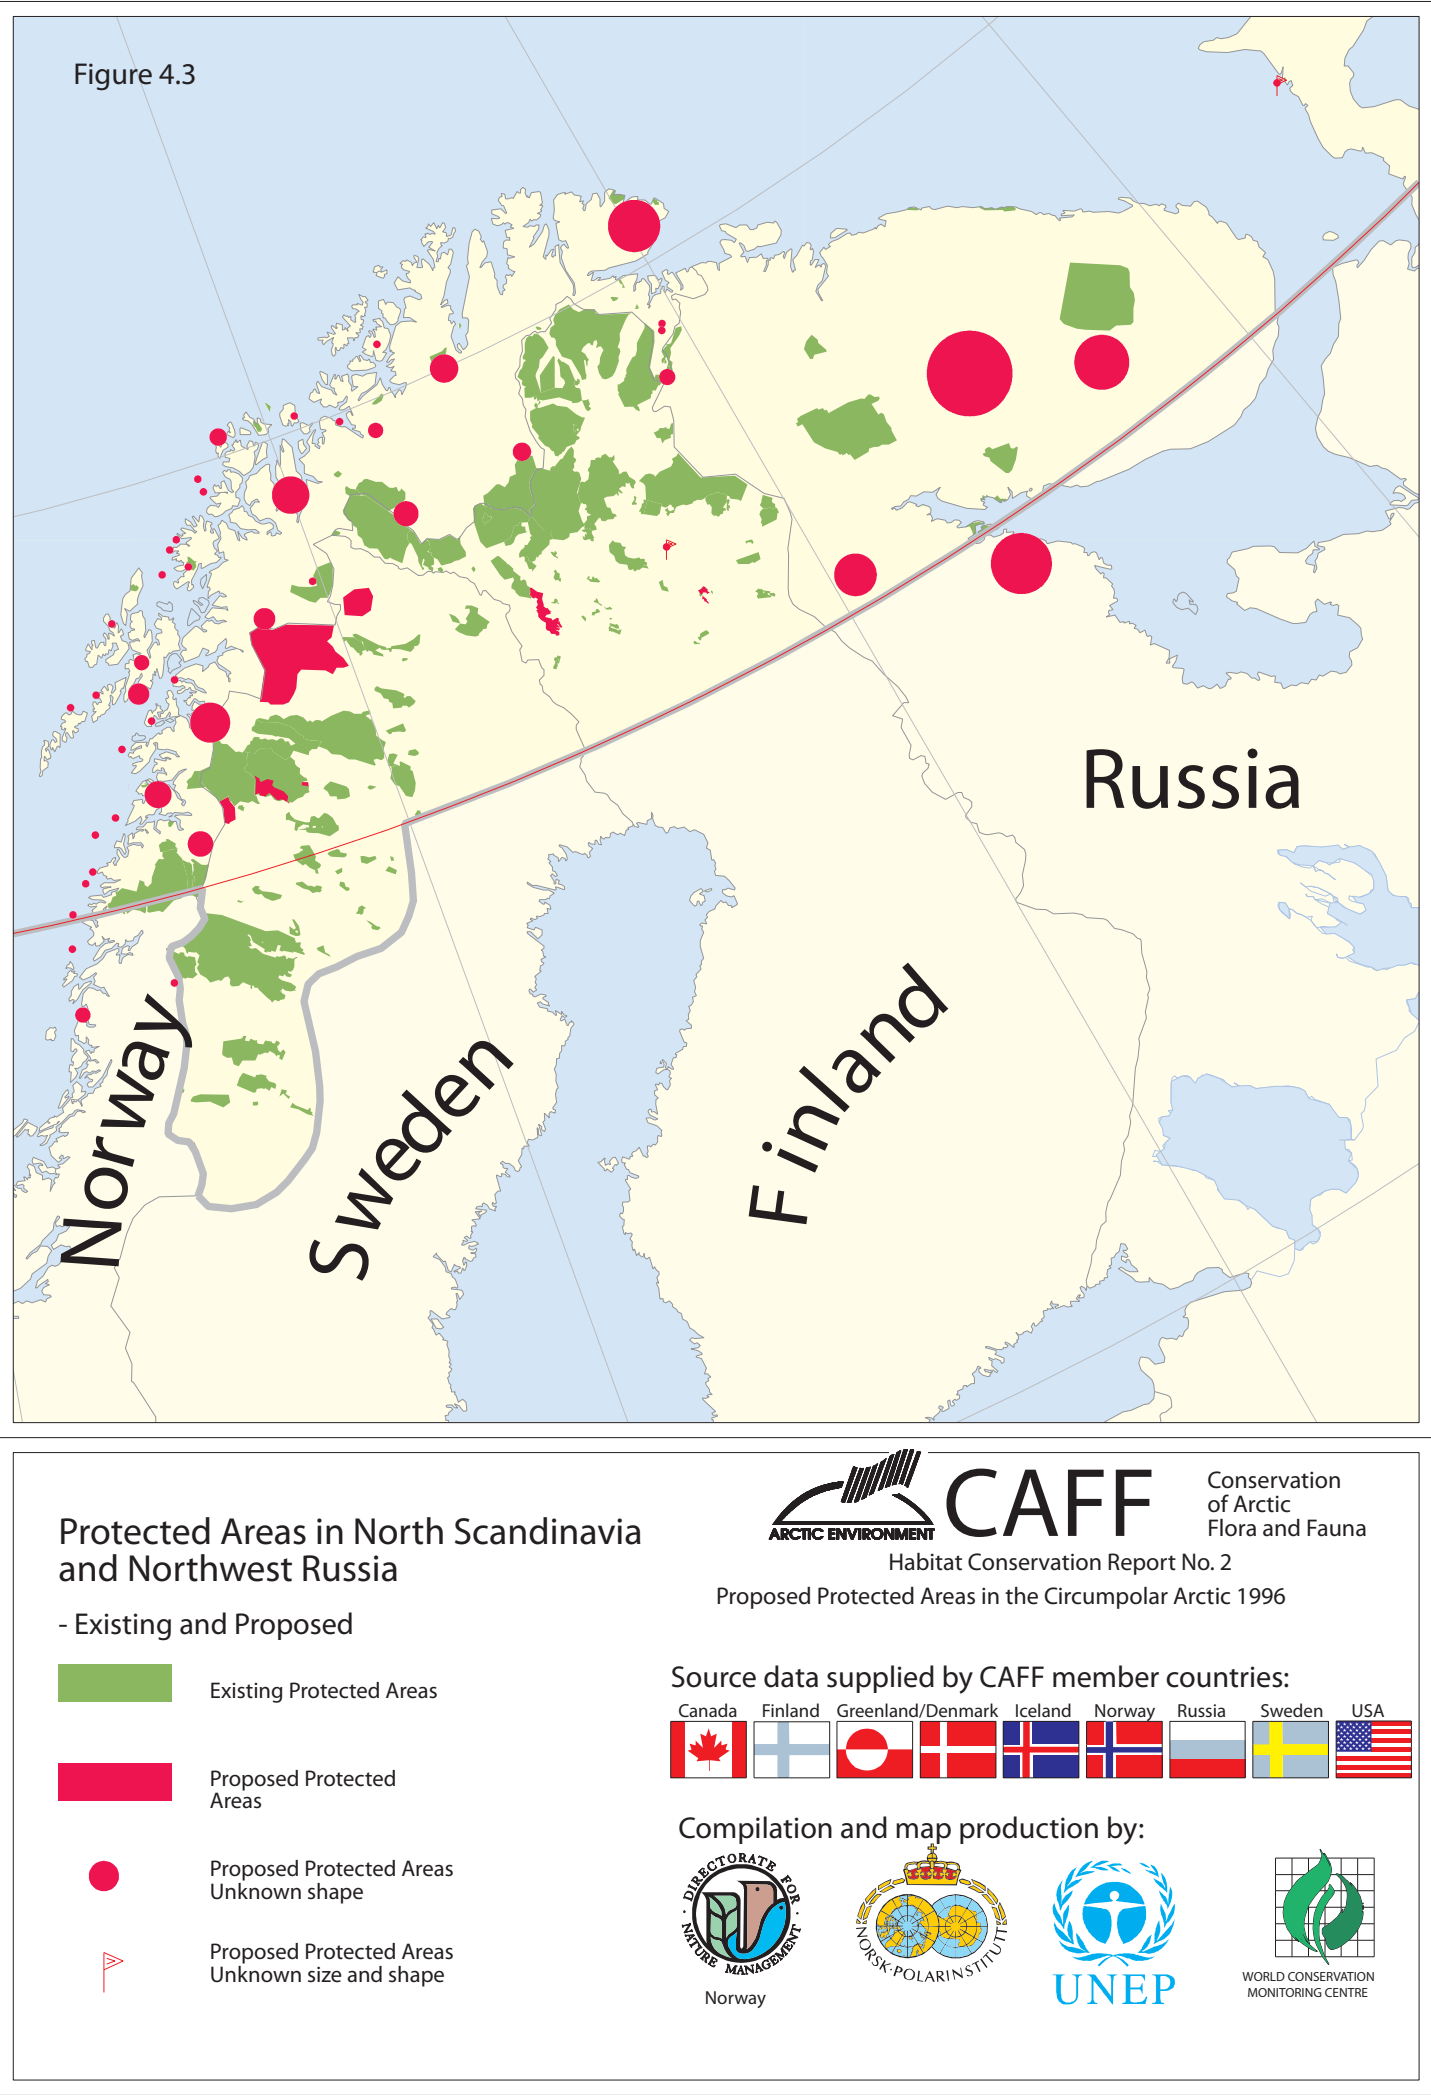 Figure 4.3
Russia
Norway
Sweden
F inland
Protected Areas in North Scandinavia
and Northwest Russia
- Existing and Proposed
Existing Protected Areas
Proposed Protected
Areas
Proposed Protected Areas
Unknown shape
Proposed Protected Areas
Unknown size and shape
ARCTIC ENVIRONMENT
CAFF
Conservation
of Arctic
Flora and Fauna
Habitat Conservation Report No. 2
Proposed Protected Areas in the Circumpolar Arctic 1996
Source data supplied by CAFF member countries:
Canada Finland Greenland/Denmark Iceland Norway Russia Sweden USA
Compilation and map production by:
· DIRECTORATE FOR · NATURE MANAGEMENT
Norway
NORSK·POLARINSTITUTT
UNEP
WORLD CONSERVATION
MONITORING CENTRE